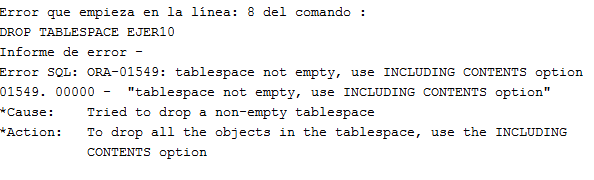 Error que empieza en la línea: 8 del comando :
DROP TABLESPACE EJER10
Informe de error -
Error SQL: ORA-01549: tablespace not empty, use INCLUDING CONTENTS option
01549. 00000 -  "tablespace not empty, use INCLUDING CONTENTS option"
*Cause:    Tried to drop a non-empty tablespace
*Action:   To drop all the objects in the tablespace, use the INCLUDING
           CONTENTS option